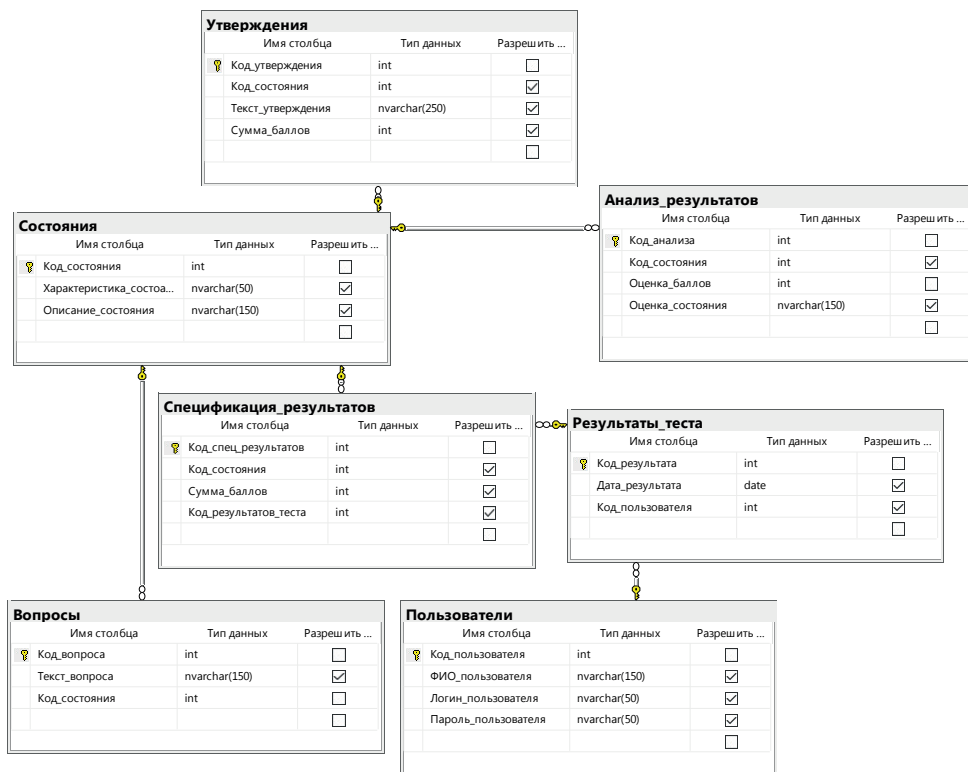 Утверждения
Имя столбца Тип данных Разрешить ...
Код_утверждения int
Код_состояния int
Текст_утверждения nvarchar(250)
Сумма_баллов int
Анализ_результатов
Имя столбца Тип данных Разрешить ...
Код_анализа int
Код_состояния int
Оценка_баллов int
Оценка_состояния nvarchar(150)
Состояния
Имя столбца Тип данных Разрешить ...
Код_состояния int
Характеристика_состоа... nvarchar(50)
Описание_состояния nvarchar(150)
Спецификация_результатов
Имя столбца Тип данных Разрешить ...
Код_спец_результатов int
Код_состояния int
Сумма_баллов int
Код_результатов_теста int
Результаты_теста
Имя столбца Тип данных Разрешить ...
Код_результата int
Дата_результата date
Код_пользователя int
Вопросы
Имя столбца Тип данных Разрешить ...
Код_вопроса int
Текст_вопроса nvarchar(150)
Код_состояния int
Пользователи
Имя столбца Тип данных Разрешить ...
Код_пользователя int
ФИО_пользователя nvarchar(150)
Логин_пользователя nvarchar(50)
Пароль_пользователя nvarchar(50)